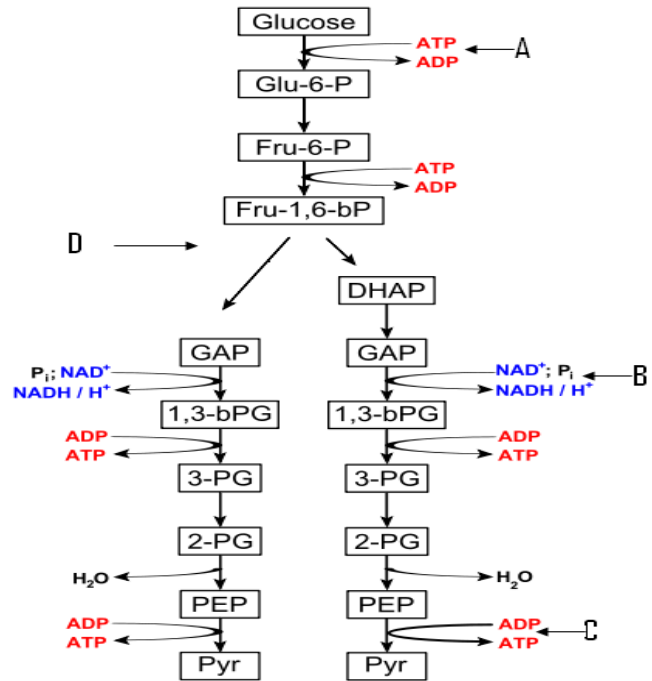 Glucose
ATP
A
ADP
Glu-6-P
Fru-6-P
ATP
ADP
Fru-1,6-bP
D
DHAP
GAP
GAP
Pi; NAD+
NAD+; Pi
B
NADH / H+
NADH / H+
1,3-bPG
1,3-bPG
ADP
ADP
ATP
ATP
3-PG
3-PG
2-PG
2-PG
H2O
H2O
PEP
PEP
ADP
ADP
C
ATP
ATP
Pyr
Pyr